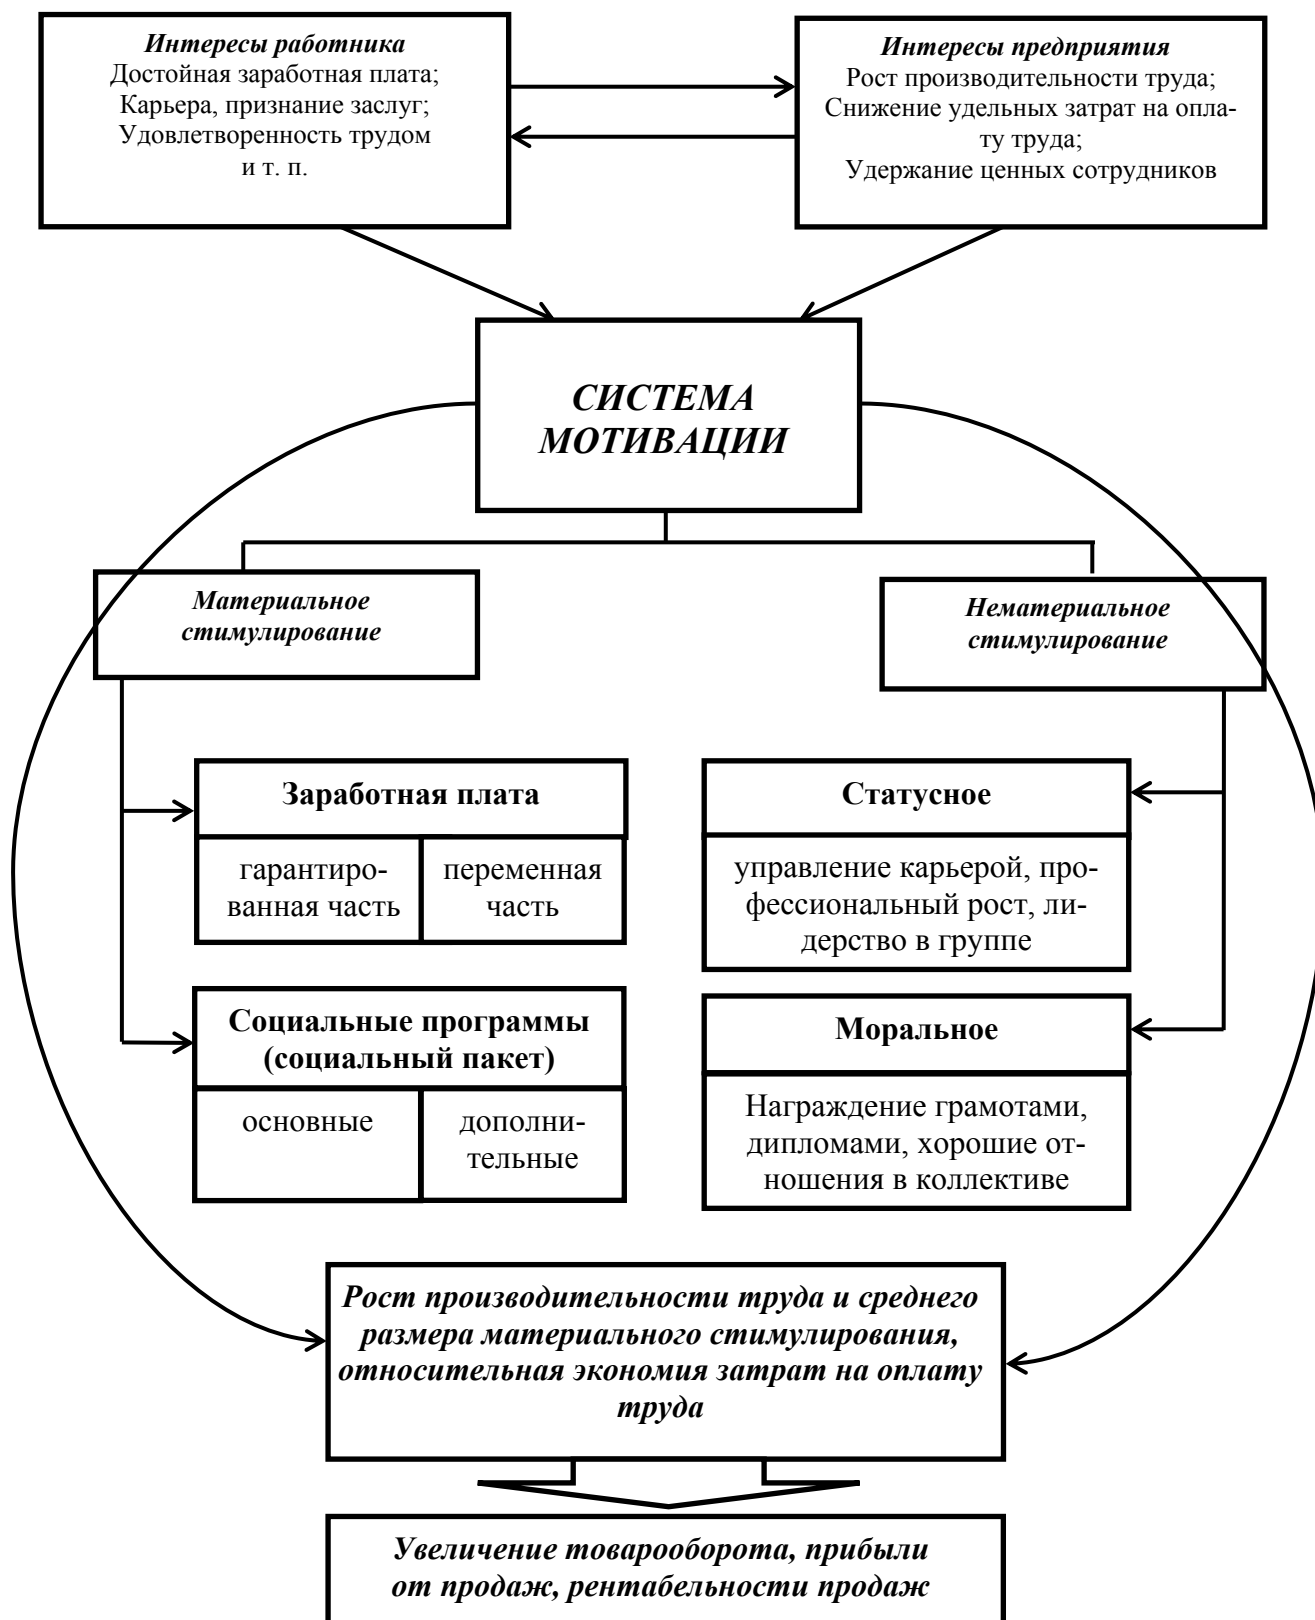 Интересы работника
Достойная заработная плата;
Карьера, признание заслуг;
Удовлетворенность трудом
и т. п.
Интересы предприятия
Рост производительности труда;
Снижение удельных затрат на опла-
ту труда;
Удержание ценных сотрудников
СИСТЕМА
МОТИВАЦИИ
Материальное
стимулирование
Нематериальное
стимулирование
Заработная плата
гарантиро-
ванная часть
переменная
часть
Социальные программы
(социальный пакет)
основные
дополни-
тельные
Статусное
управление карьерой, про-
фессиональный рост, ли-
дерство в группе
Моральное
Награждение грамотами,
дипломами, хорошие от-
ношения в коллективе
Рост производительности труда и среднего
размера материального стимулирования,
относительная экономия затрат на оплату
труда
Увеличение товарооборота, прибыли
от продаж, рентабельности продаж